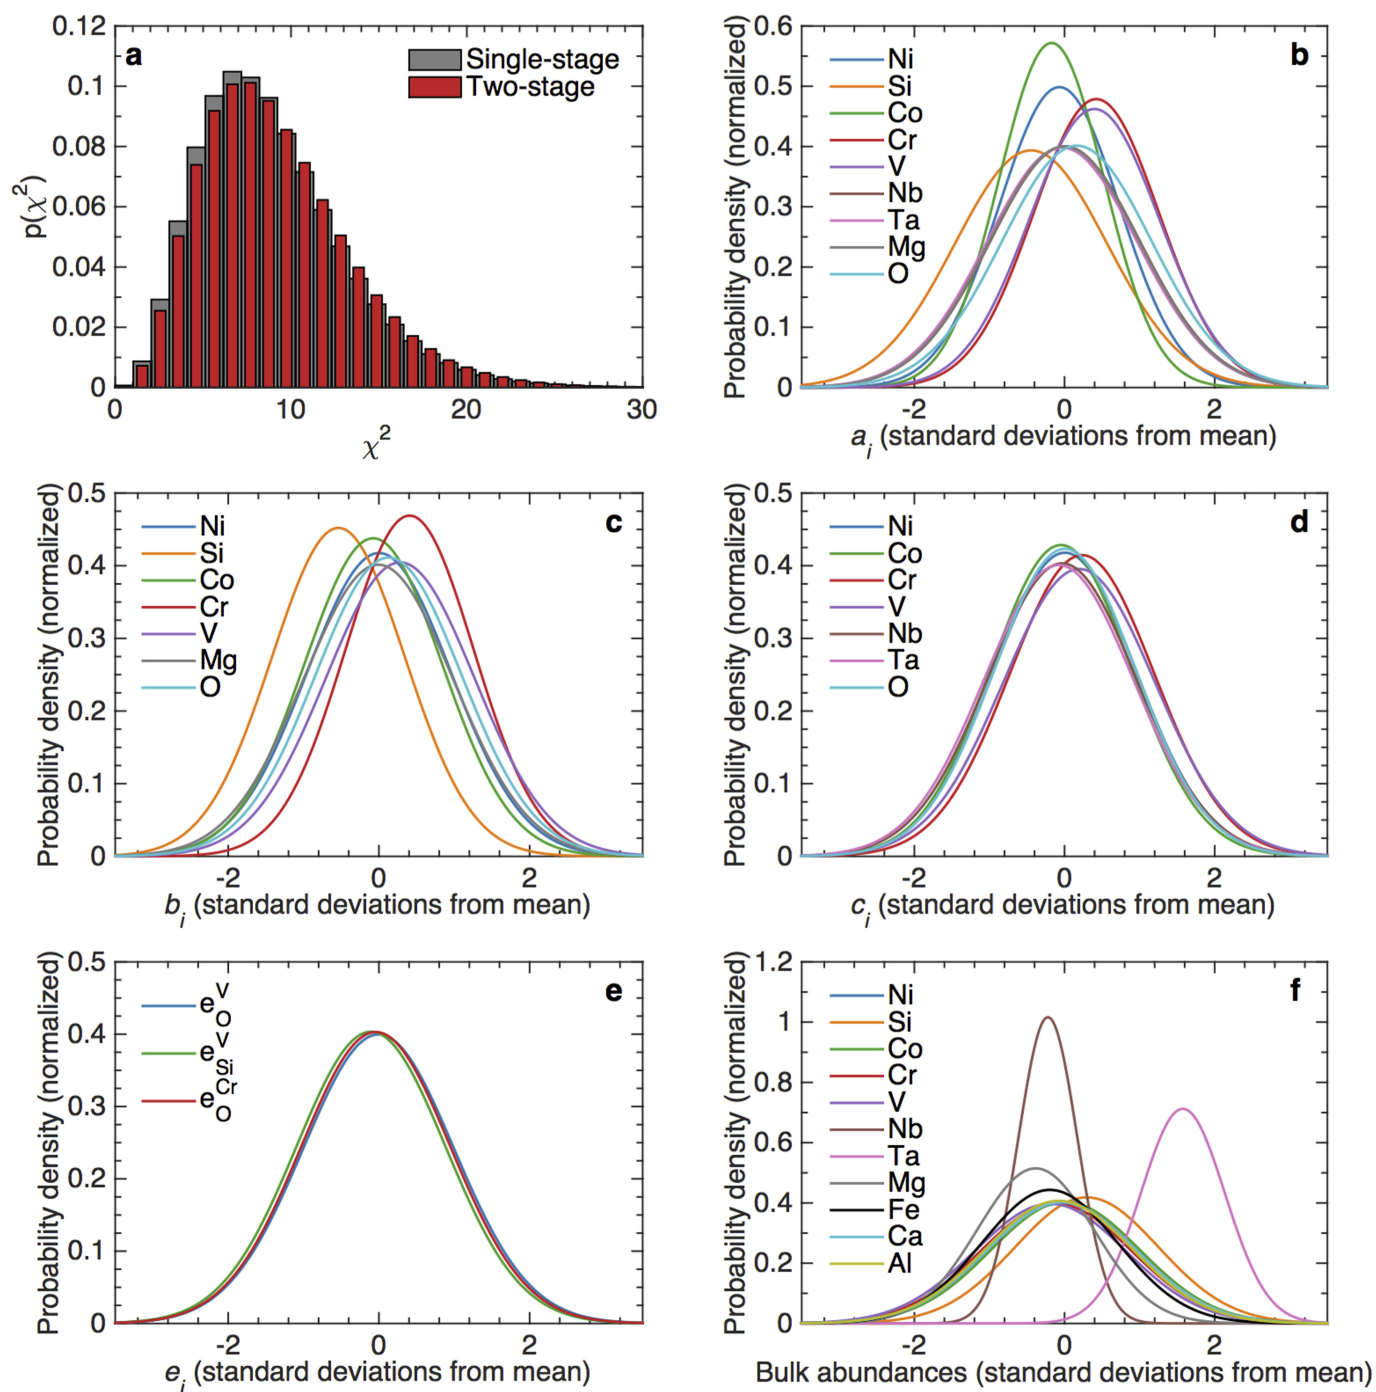 a
Single-stage
Two-stage
p(χ²)
0.12
0.1
0.08
0.06
0.04
0.02
0
0 10 20 30
χ²
b
Ni
Si
Co
Cr
V
Nb
Ta
Mg
O
Probability density (normalized)
0.6
0.5
0.4
0.3
0.2
0.1
0
-2 0 2
a_i (standard deviations from mean)
c
Ni
Si
Co
Cr
V
Mg
O
Probability density (normalized)
0.5
0.4
0.3
0.2
0.1
0
-2 0 2
b_i (standard deviations from mean)
d
Ni
Co
Cr
V
Nb
Ta
O
Probability density (normalized)
0.5
0.4
0.3
0.2
0.1
0
-2 0 2
c_i (standard deviations from mean)
e
e_O^V
e_Si^V
e_O^Cr
Probability density (normalized)
0.5
0.4
0.3
0.2
0.1
0
-2 0 2
e_i (standard deviations from mean)
f
Ni
Si
Co
Cr
V
Nb
Ta
Mg
Fe
Ca
Al
Probability density (normalized)
1.2
1
0.8
0.6
0.4
0.2
0
-2 0 2
Bulk abundances (standard deviations from mean)